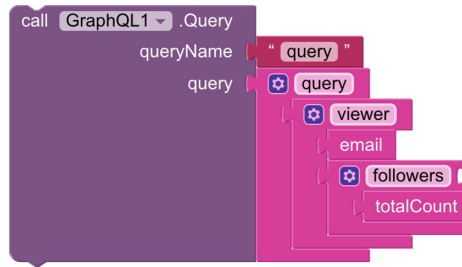 call GraphQL1 .Query
queryName " query "
query query
viewer
email
followers
totalCount